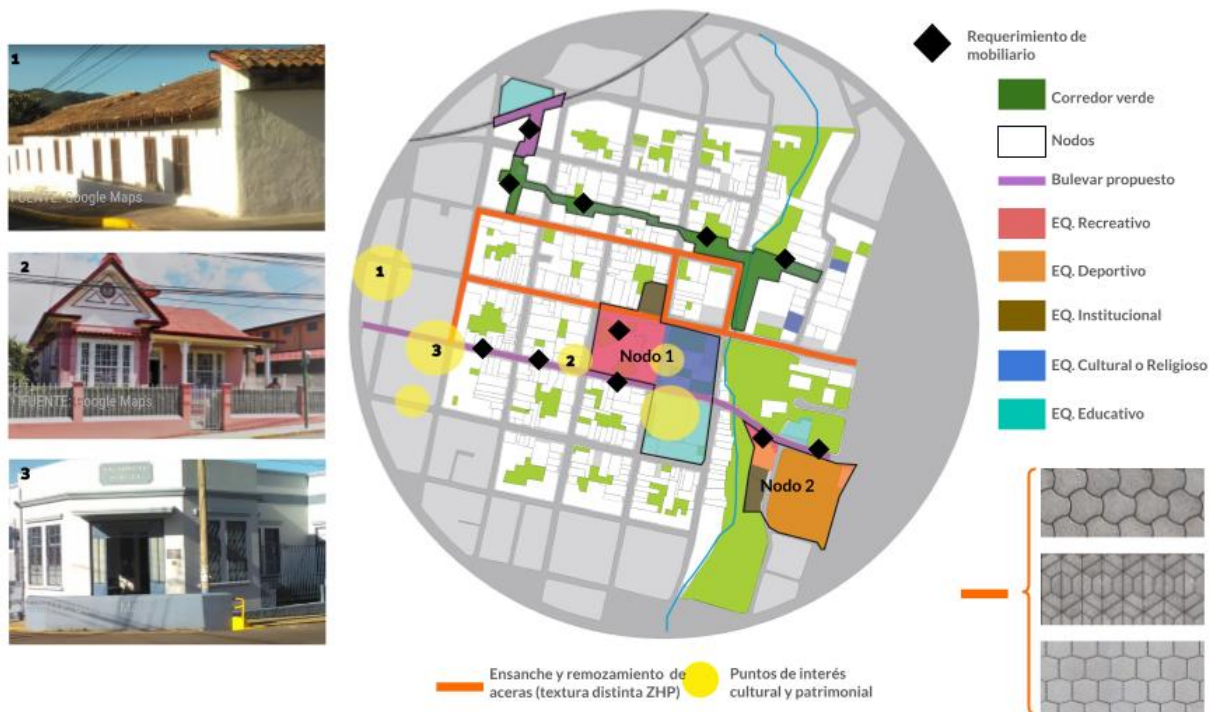 1
FUENTE: Google Maps
2
FUENTE: Google Maps
3
1
3
2
Nodo 1
Nodo 2
Requerimiento de
mobiliario
Corredor verde
Nodos
Bulevar propuesto
EQ. Recreativo
EQ. Deportivo
EQ. Institucional
EQ. Cultural o Religioso
EQ. Educativo
Ensanche y remozamiento de
aceras (textura distinta ZHP)
Puntos de interés
cultural y patrimonial